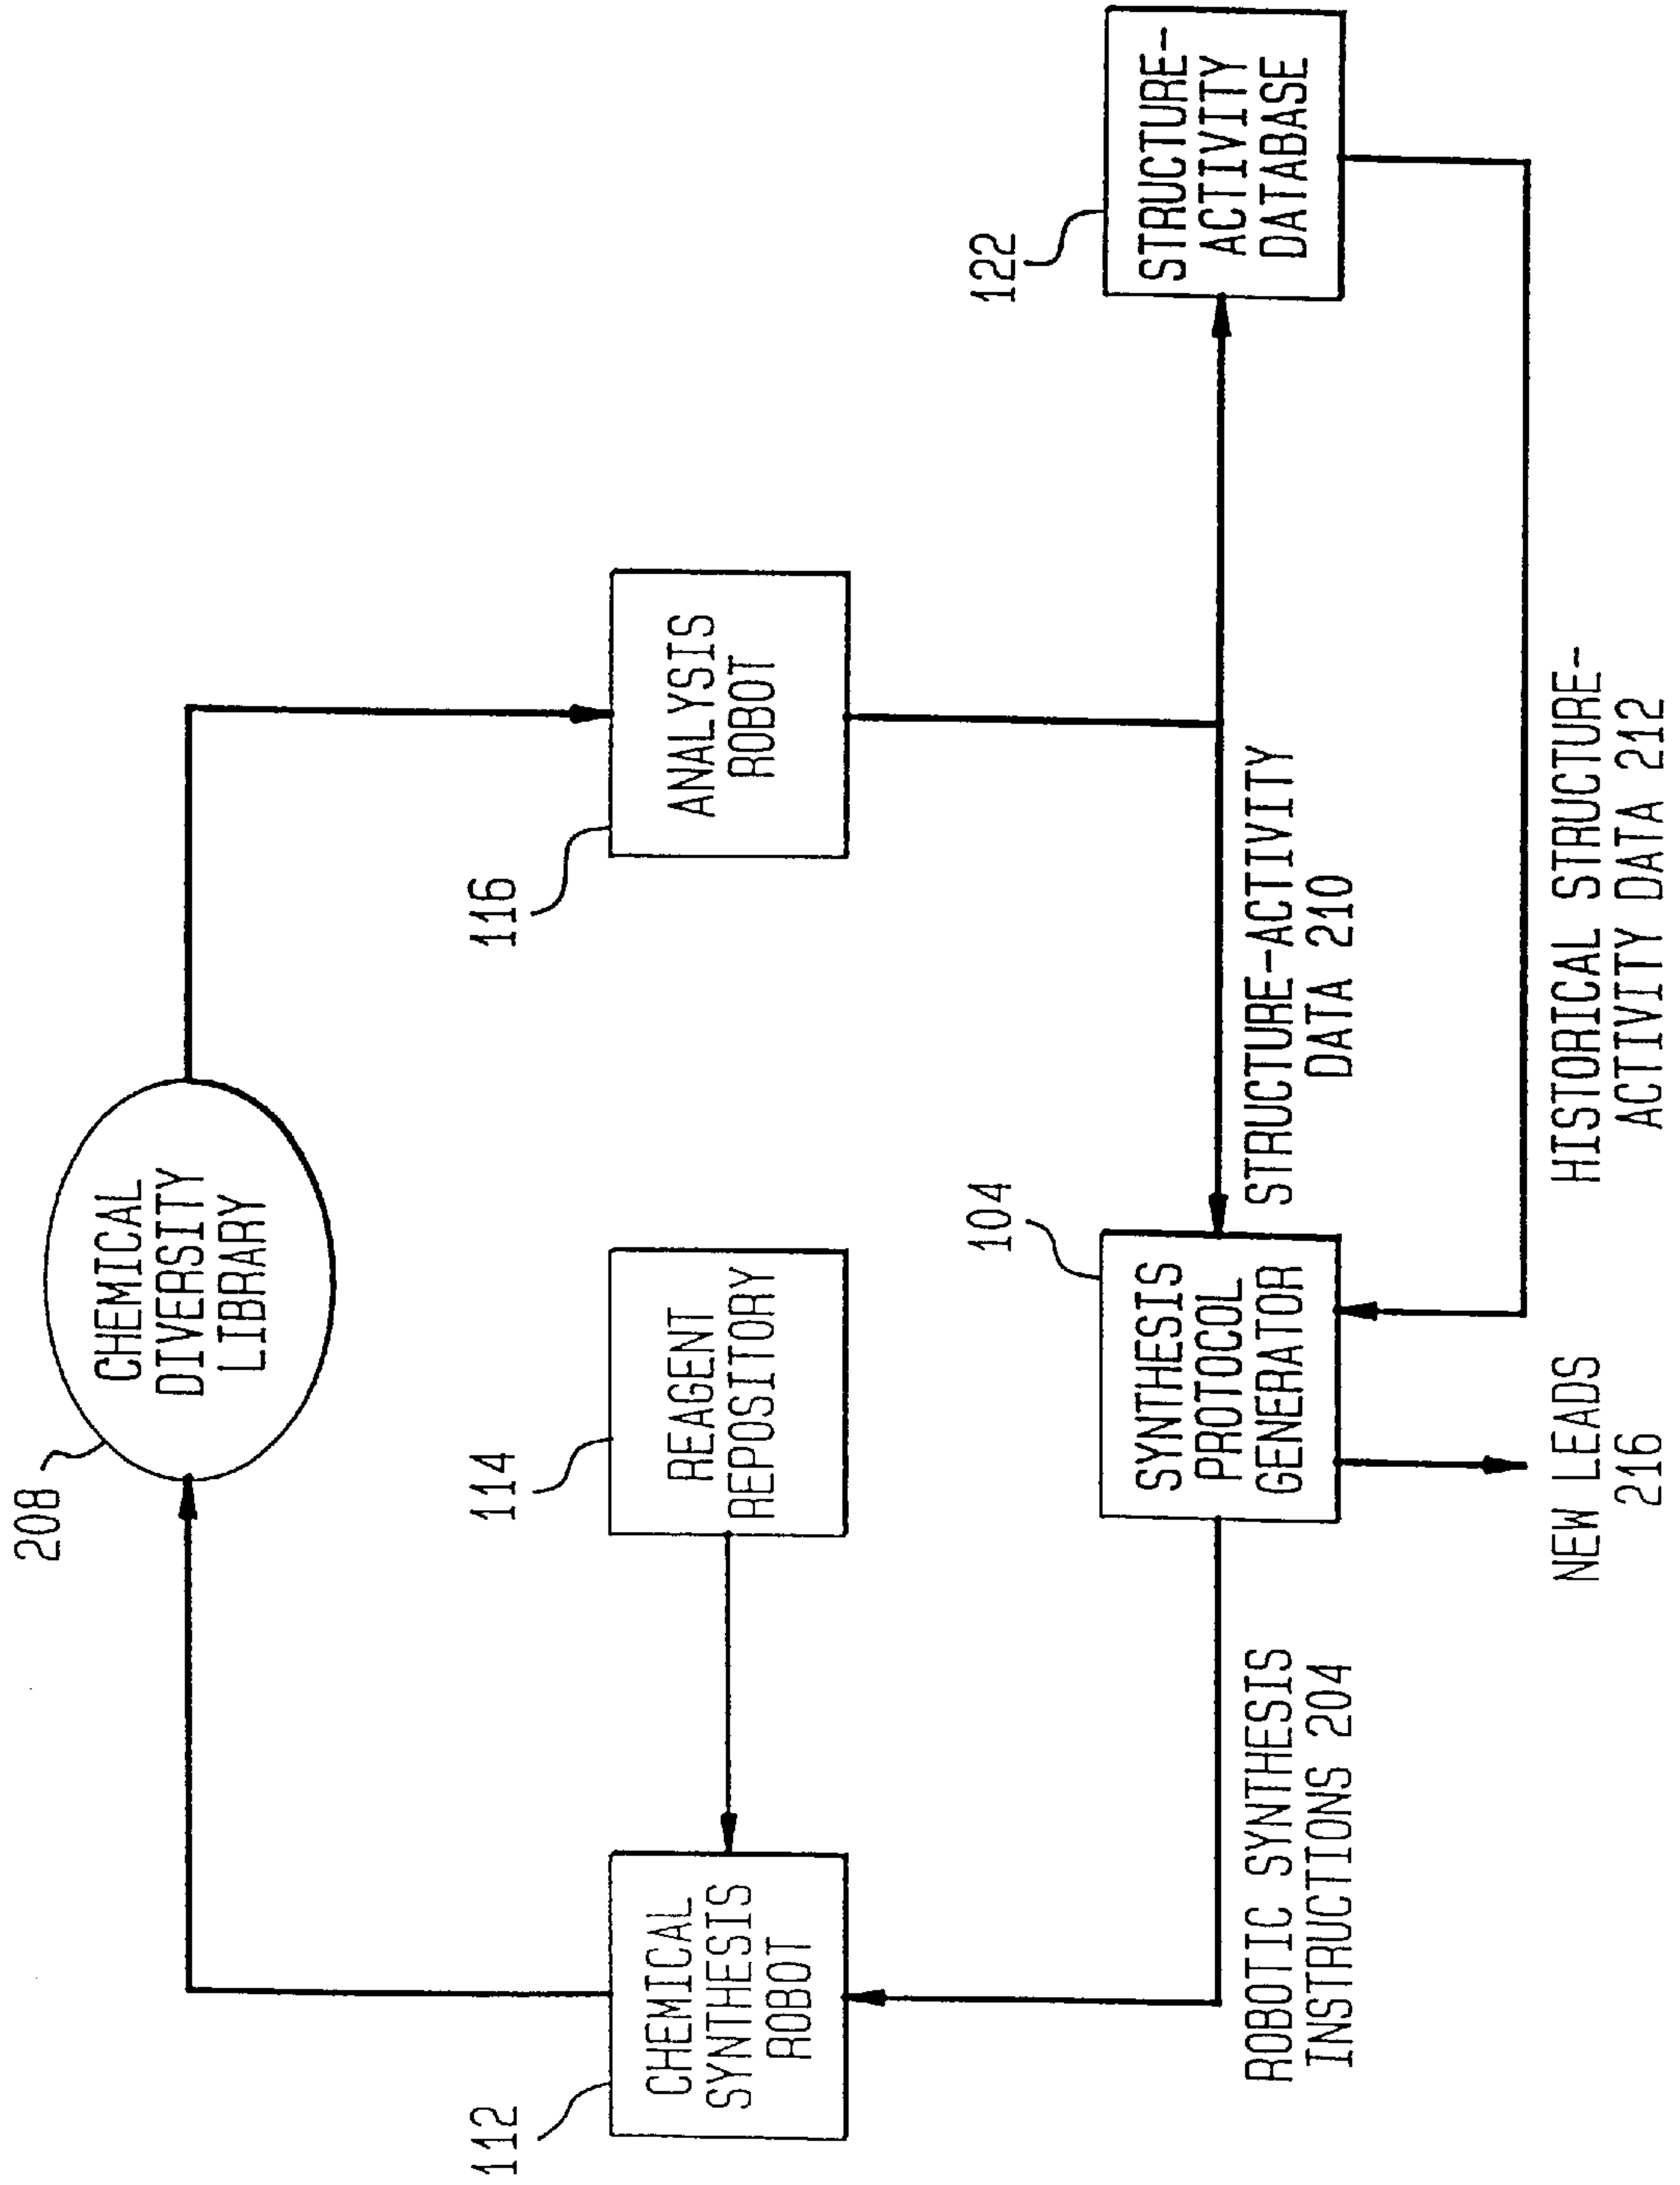 208
CHEMICAL
DIVERSITY
LIBRARY
112
CHEMICAL
SYNTHESIS
ROBOT
114
REAGENT
REPOSITORY
116
ANALYSIS
ROBOT
104
SYNTHESIS
PROTOCOL
GENERATOR
122
STRUCTURE-
ACTIVITY
DATABASE
ROBOTIC SYNTHESIS
INSTRUCTIONS 204
STRUCTURE-ACTIVITY
DATA 210
NEW LEADS
216
HISTORICAL STRUCTURE-
ACTIVITY DATA 212